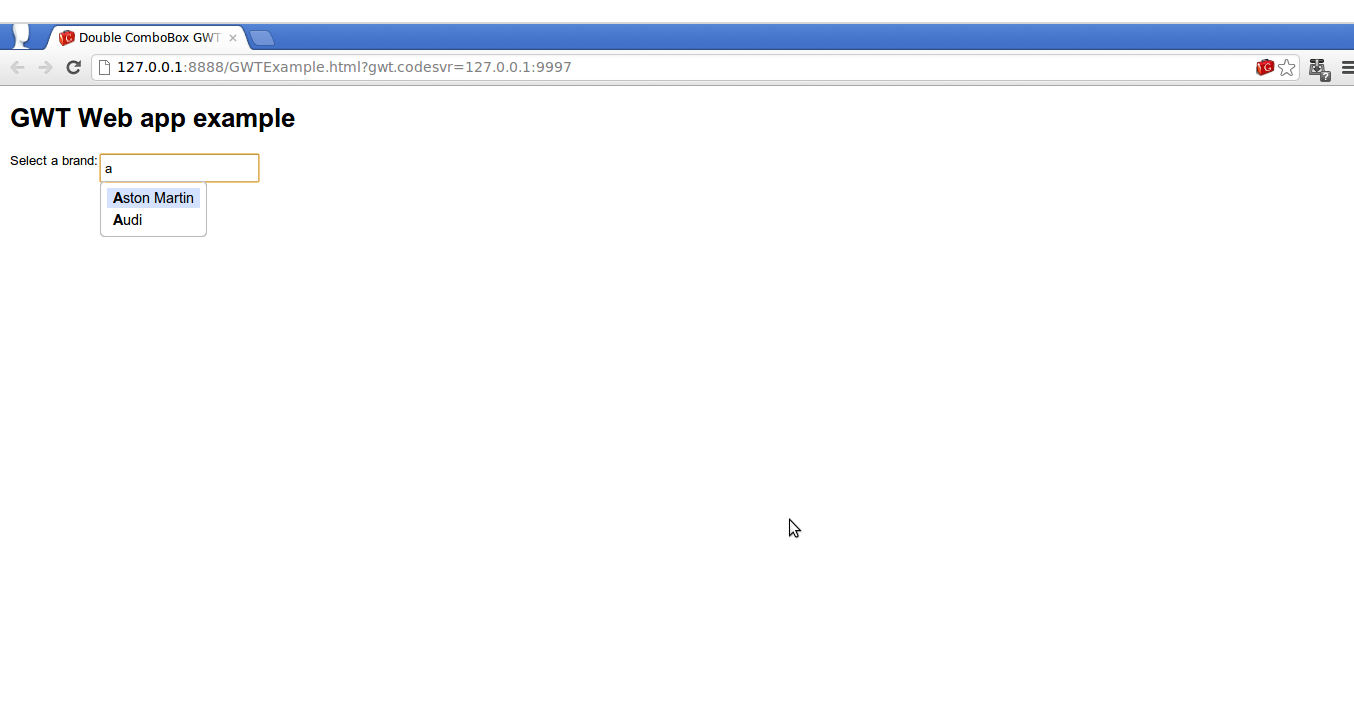 Double ComboBox GWT
127.0.0.1:8888/GWTExample.html?gwt.codesvr=127.0.0.1:9997
GWT Web app example
Select a brand: a
Aston Martin
Audi